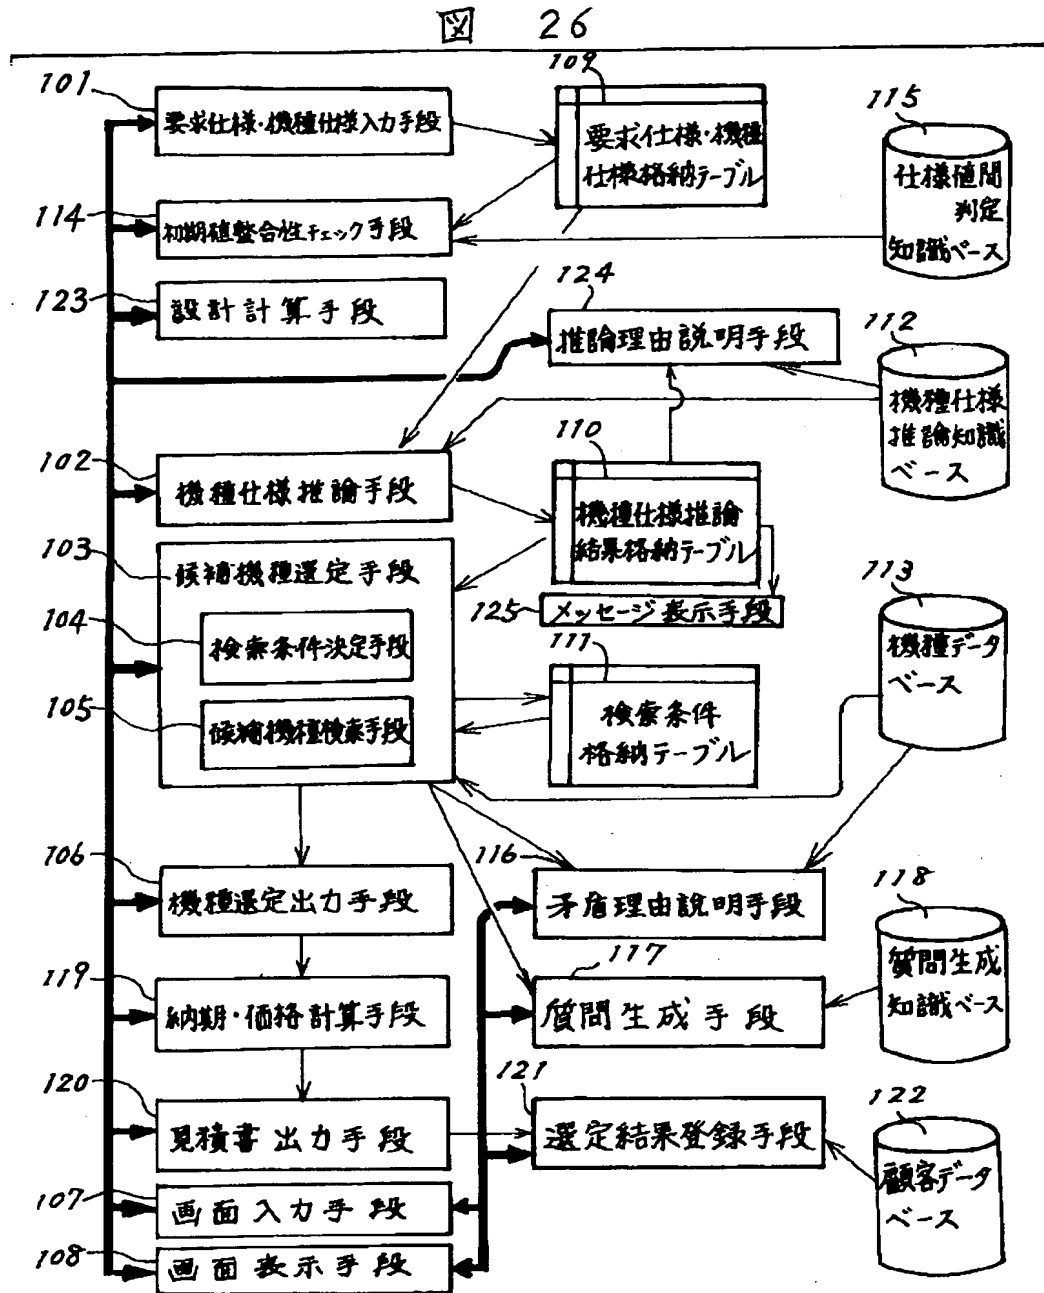 図 26
101
要求仕様・機種仕様入力手段
109
要求仕様・機種
仕様格納テーブル
115
仕様値間
判定
知識ベース
114
初期値整合性チェック手段
123
設計計算手段
124
推論理由説明手段
112
機種仕様
推論知識
ベース
102
機種仕様推論手段
110
機種仕様推論
結果格納テーブル
103
候補機種選定手段
104
検索条件決定手段
105
候補機種検索手段
125
メッセージ表示手段
111
検索条件
格納テーブル
113
機種データ
ベース
106
機種選定出力手段
116
矛盾理由説明手段
118
質問生成
知識ベース
119
納期・価格計算手段
117
質問生成手段
120
見積書出力手段
121
選定結果登録手段
122
顧客データ
ベース
107
画面入力手段
108
画面表示手段